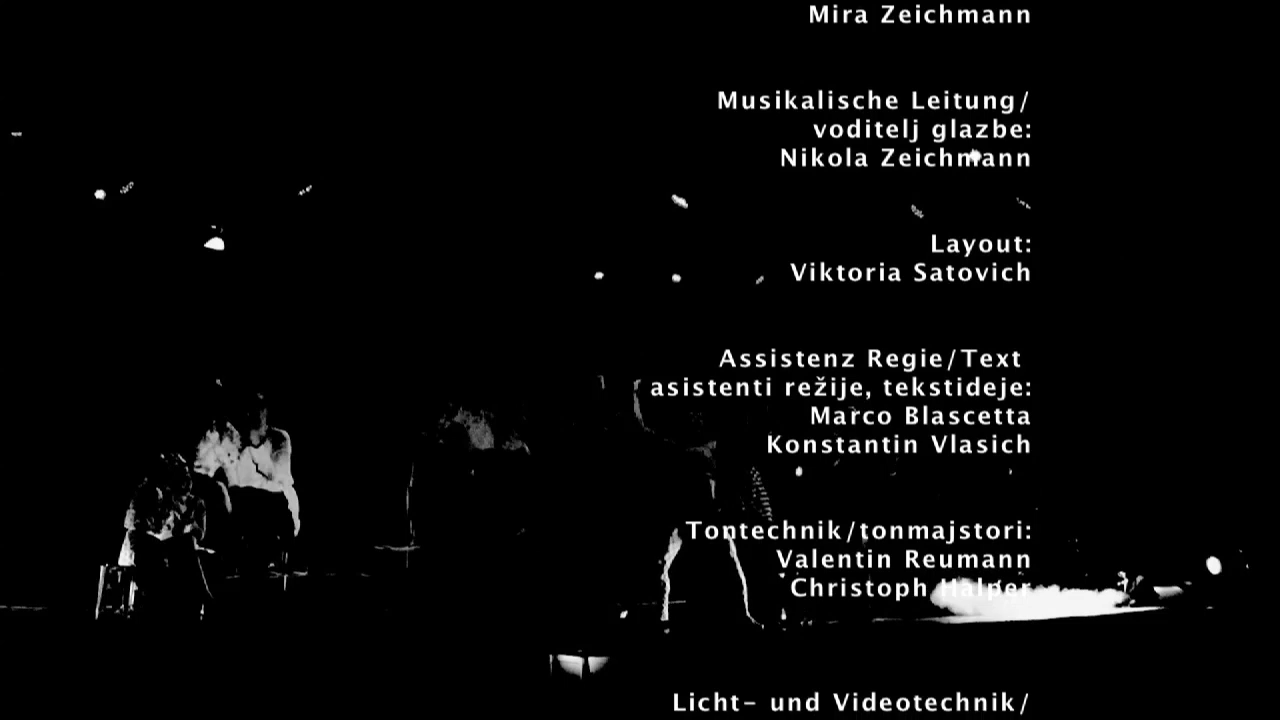 Mira Zeichmann
Musikalische Leitung/
voditelj glazbe:
Nikola Zeichmann
Layout:
Viktoria Satovich
Assistenz Regie/Text
asistenti režije, tekstideje:
Marco Blascetta
Konstantin Vlasich
Tontechnik/tonmajstori:
Valentin Reumann
Christoph Halper
Licht- und Videotechnik/